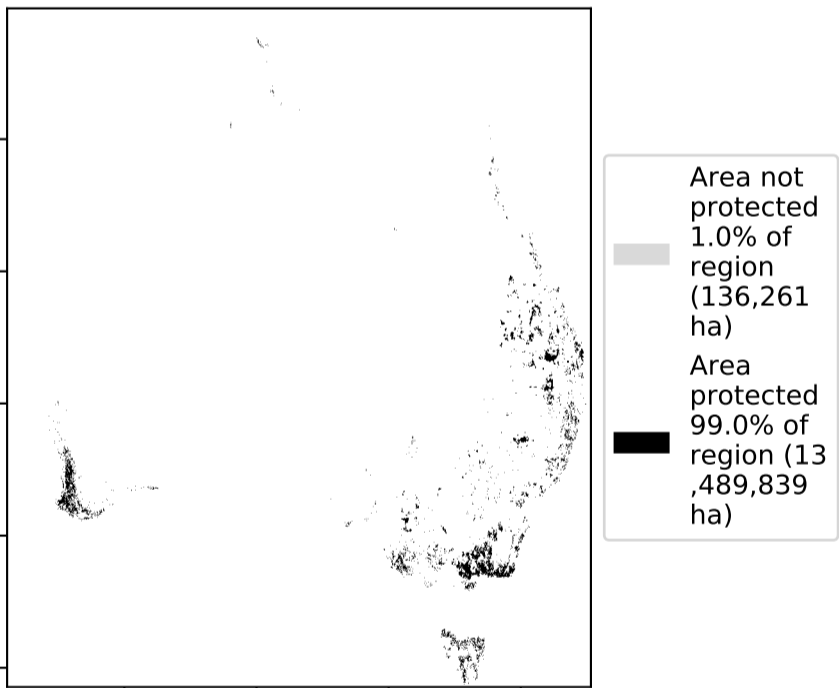 Area not
protected
1.0% of
region
(136,261
ha)
Area
protected
99.0% of
region (13
,489,839
ha)